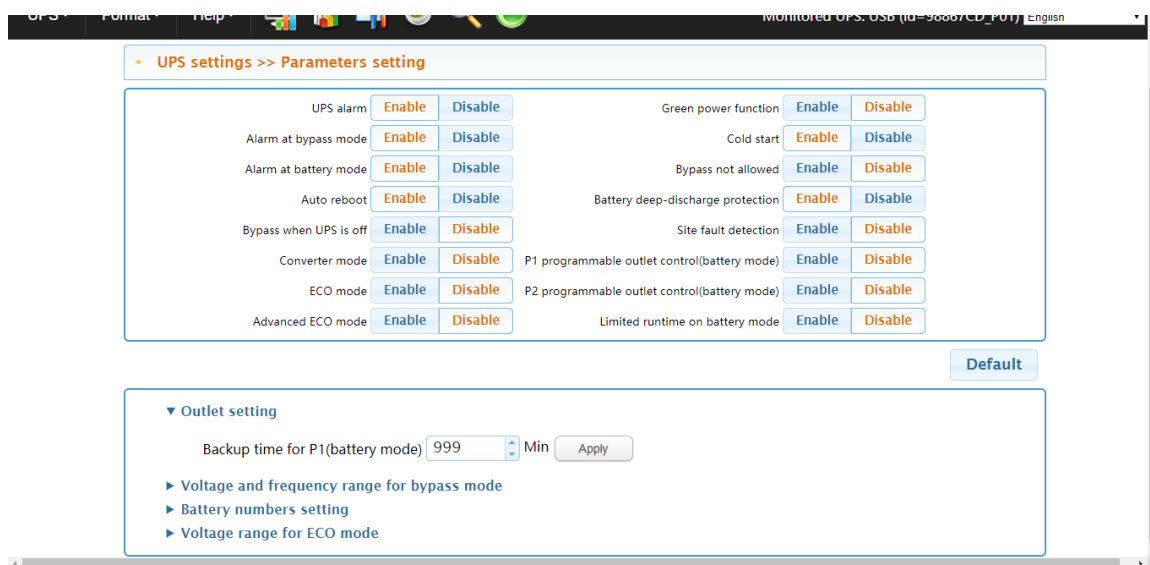 UPS Format Help Monitored UPS: USB (id=98867CD_P01) English
UPS settings >> Parameters setting
UPS alarm Enable Disable Green power function Enable Disable
Alarm at bypass mode Enable Disable Cold start Enable Disable
Alarm at battery mode Enable Disable Bypass not allowed Enable Disable
Auto reboot Enable Disable Battery deep-discharge protection Enable Disable
Bypass when UPS is off Enable Disable Site fault detection Enable Disable
Converter mode Enable Disable P1 programmable outlet control(battery mode) Enable Disable
ECO mode Enable Disable P2 programmable outlet control(battery mode) Enable Disable
Advanced ECO mode Enable Disable Limited runtime on battery mode Enable Disable
Default
Outlet setting
Backup time for P1(battery mode) 999 Min Apply
Voltage and frequency range for bypass mode
Battery numbers setting
Voltage range for ECO mode